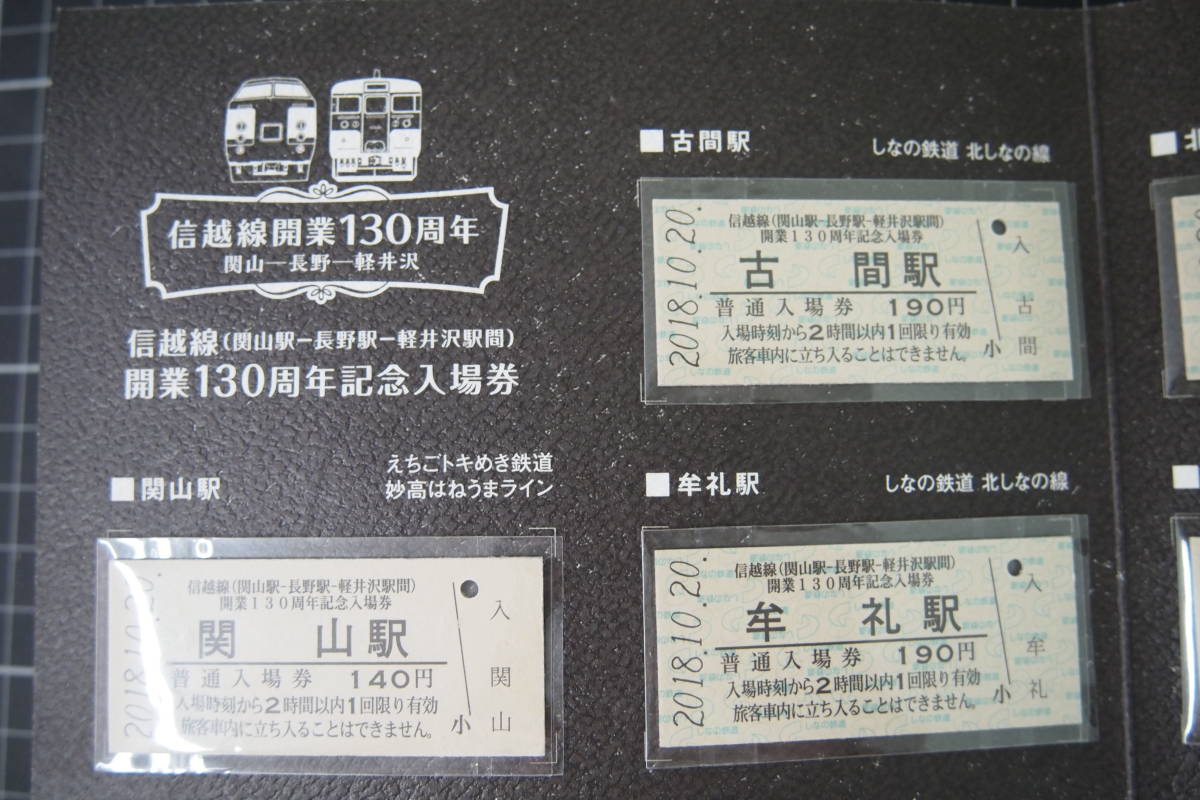 信越線開業130周年
関山―長野―軽井沢
信越線(関山駅−長野駅−軽井沢駅間)
開業130周年記念入場券
■関山駅
えちごトキめき鉄道
妙高はねうまライン
2018.10.20.
信越線(関山駅−長野駅−軽井沢駅間)
開業130周年記念入場券
関 山駅
普通入場券 140円
入場時刻から2時間以内1回限り有効
旅客車内に立ち入ることはできません。
小
入 関山
■古間駅 しなの鉄道 北しなの線
2018.10.20.
信越線(関山駅−長野駅−軽井沢駅間)
開業130周年記念入場券
古 間駅
普通入場券 190円
入場時刻から2時間以内1回限り有効
旅客車内に立ち入ることはできません。
小
入 古間
■牟礼駅 しなの鉄道 北しなの線
2018.10.20.
信越線(関山駅−長野駅−軽井沢駅間)
開業130周年記念入場券
牟 礼駅
普通入場券 190円
入場時刻から2時間以内1回限り有効
旅客車内に立ち入ることはできません。
小
入 牟礼
■北